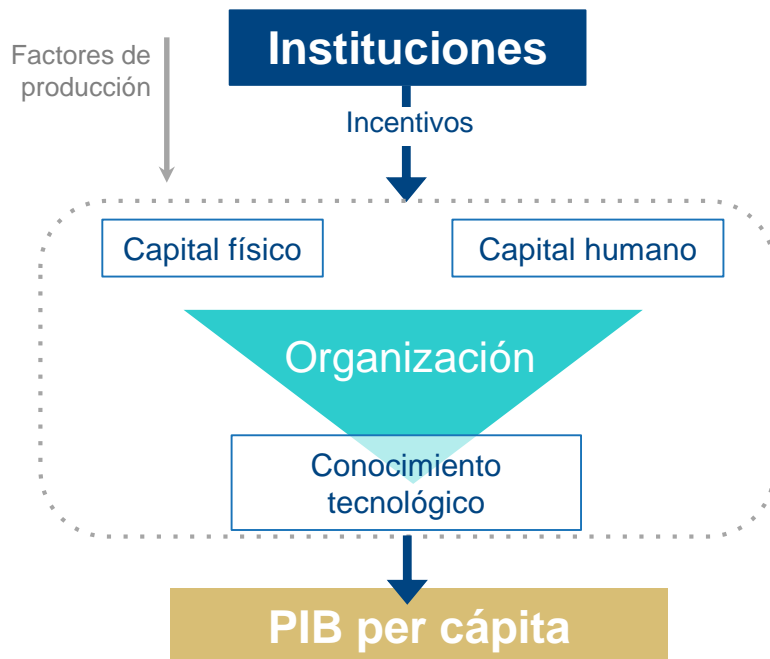 Instituciones
Factores de
producción
Incentivos
Capital físico
Capital humano
Organización
Conocimiento
tecnológico
PIB per cápita